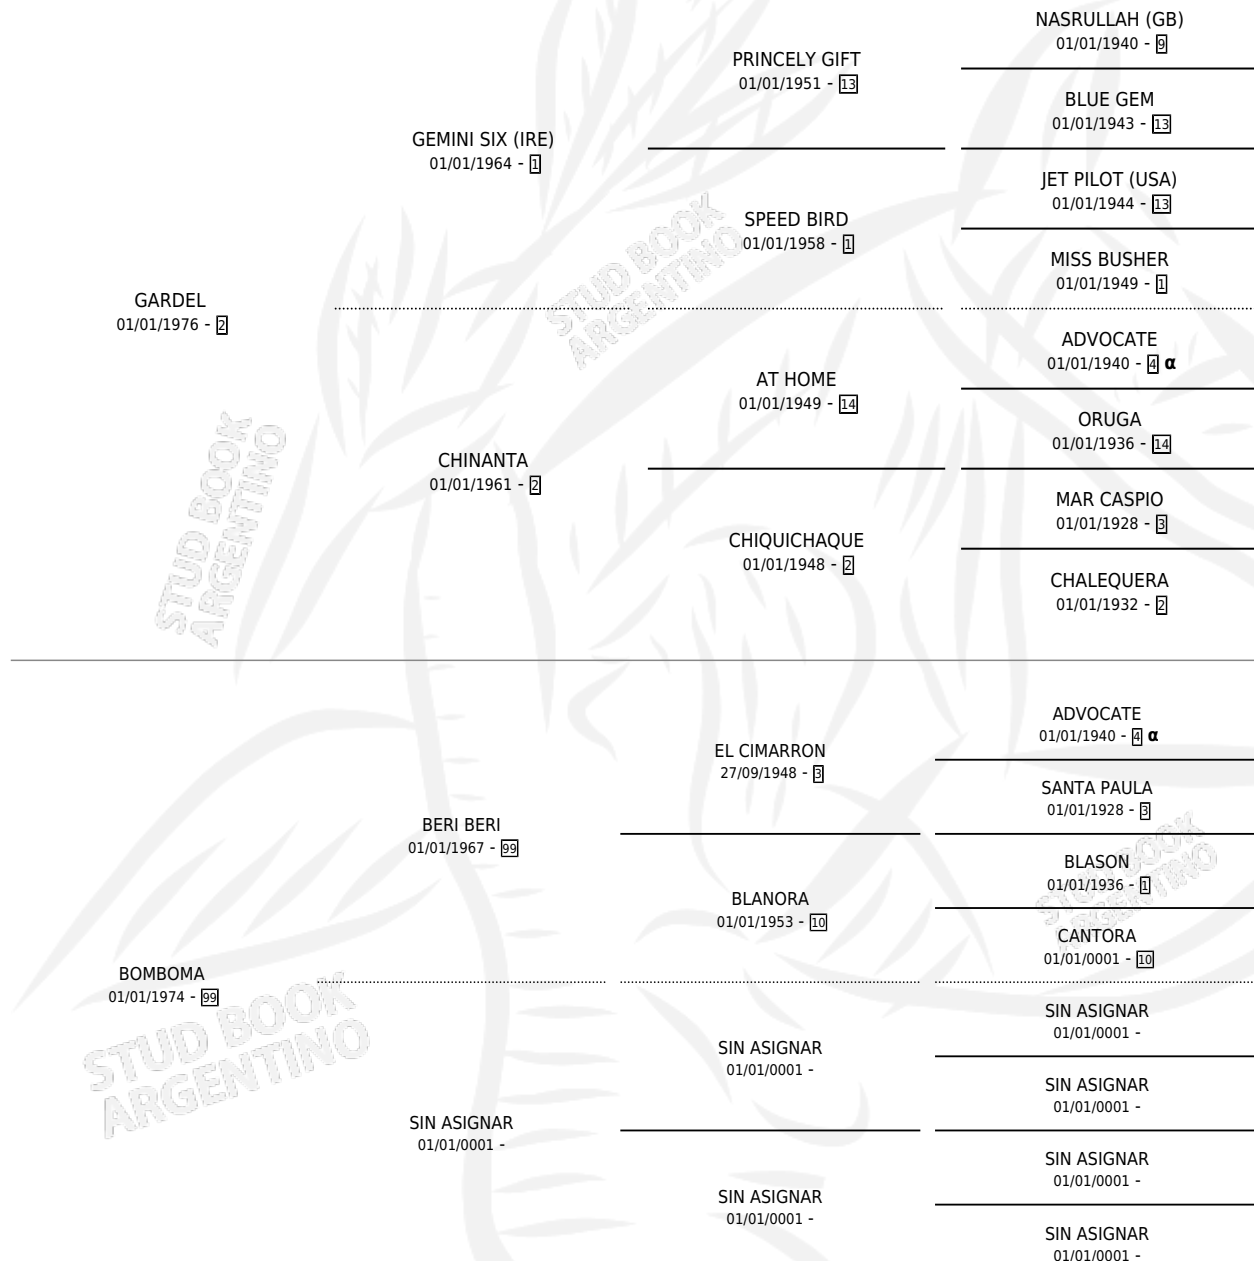 NASRULLAH (GB)
01/01/1940 - 9
PRINCELY GIFT
01/01/1951 - 13
BLUE GEM
01/01/1943 - 13
GEMINI SIX (IRE)
01/01/1964 - 1
JET PILOT (USA)
01/01/1944 - 13
SPEED BIRD
01/01/1958 - 1
MISS BUSHER
01/01/1949 - 1
GARDEL
01/01/1976 - 2
ADVOCATE
01/01/1940 - 4 α
AT HOME
01/01/1949 - 14
ORUGA
01/01/1936 - 14
CHINANTA
01/01/1961 - 2
MAR CASPIO
01/01/1928 - 3
CHIQUICHAQUE
01/01/1948 - 2
CHALEQUERA
01/01/1932 - 2
STUD BOOK
ARGENTINO
STUD BOOK
ARGENTINO
ADVOCATE
01/01/1940 - 4 α
EL CIMARRON
27/09/1948 - 3
SANTA PAULA
01/01/1928 - 3
BERI BERI
01/01/1967 - 99
BLASON
01/01/1936 - 1
BLANORA
01/01/1953 - 10
CANTORA
01/01/0001 - 10
BOMBOMA
01/01/1974 - 99
SIN ASIGNAR
01/01/0001 -
SIN ASIGNAR
01/01/0001 -
SIN ASIGNAR
01/01/0001 -
SIN ASIGNAR
01/01/0001 -
SIN ASIGNAR
01/01/0001 -
SIN ASIGNAR
01/01/0001 -
SIN ASIGNAR
01/01/0001 -
STUD BOOK
ARGENTINO
STUD BOOK
ARGENTINO